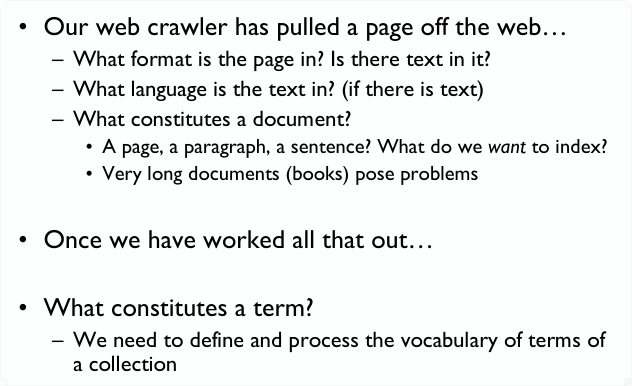 • Our web crawler has pulled a page off the web…
– What format is the page in? Is there text in it?
– What language is the text in? (if there is text)
– What constitutes a document?
• A page, a paragraph, a sentence? What do we want to index?
• Very long documents (books) pose problems
• Once we have worked all that out…
• What constitutes a term?
– We need to define and process the vocabulary of terms of
a collection